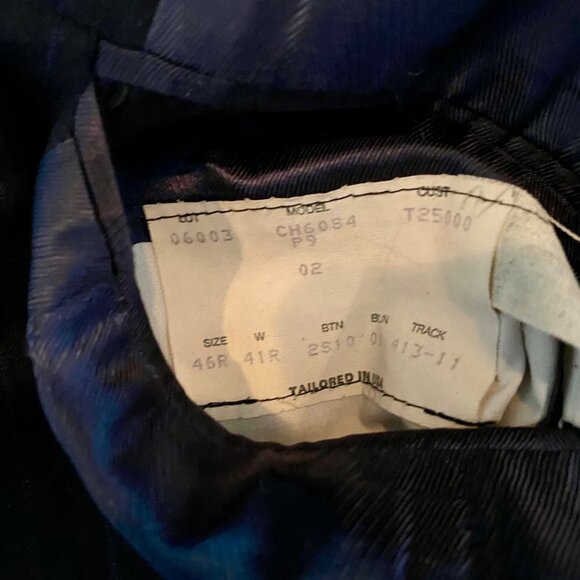 LOT MODEL CUST
06003 CH6084 T25000
P9
02
SIZE W BTN BUN TRACK
46R 41R 2S10 01 413-11
TAILORED IN USA